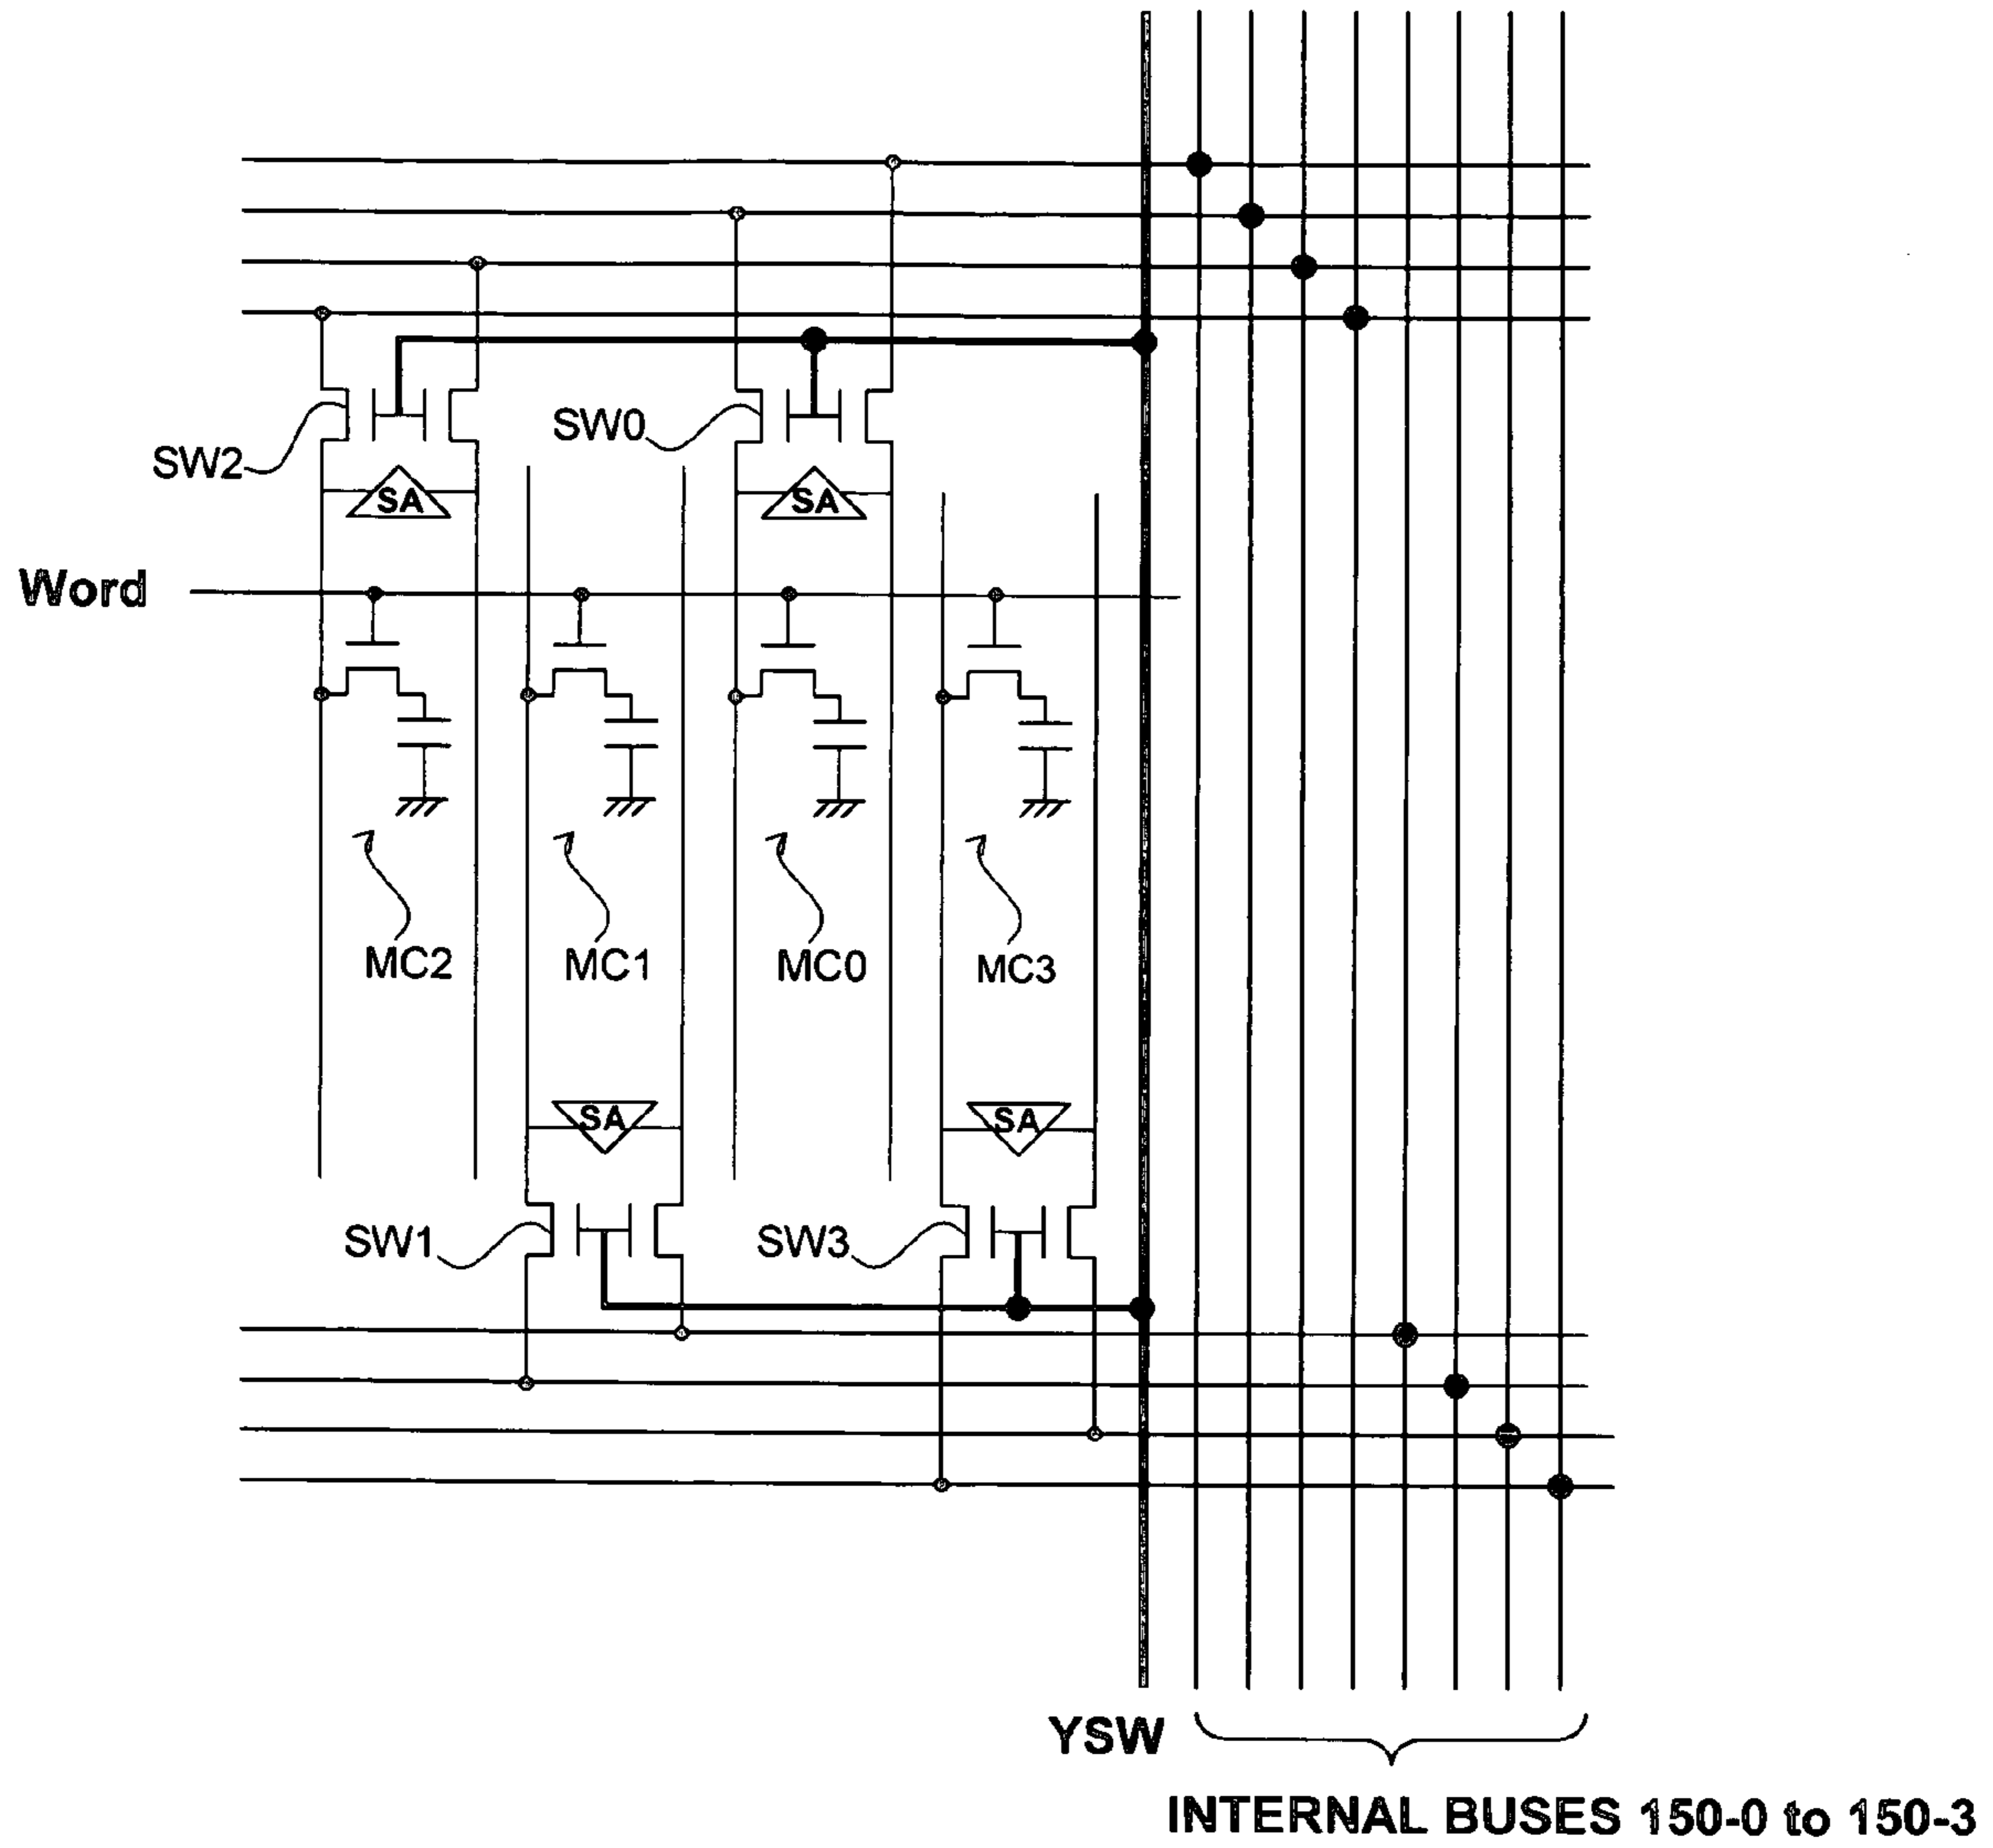 SW2
SW0
SA
SA
Word
MC2
MC1
MC0
MC3
SA
SA
SW1
SW3
YSW
INTERNAL BUSES 150-0 to 150-3